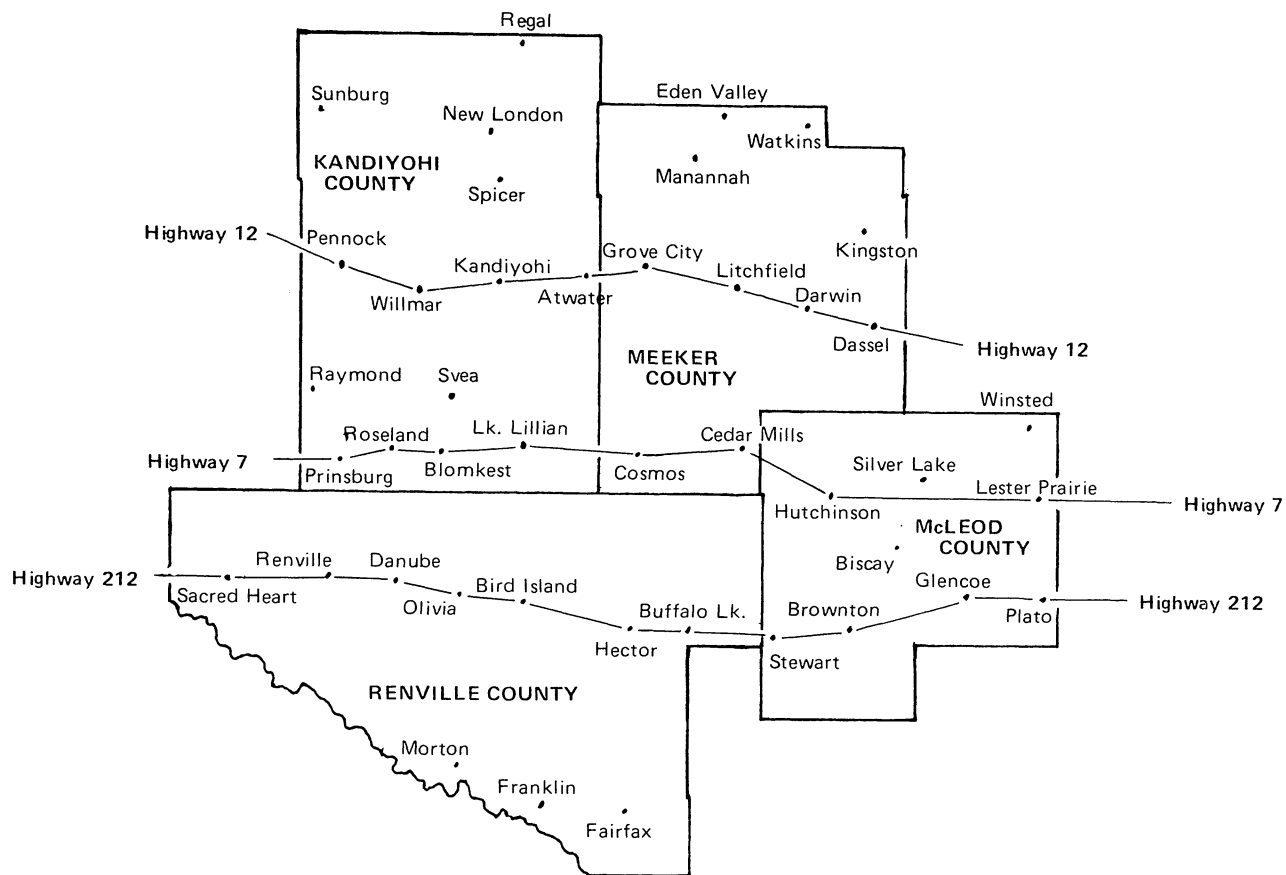 Regal
Sunburg
New London
Eden Valley
Watkins
KANDIYOHI
COUNTY
Manannah
Spicer
Highway 12
Pennock
Kandiyohi
Grove City
Kingston
Willmar
Atwater
Litchfield
Darwin
Dassel
Highway 12
MEEKER
COUNTY
Raymond
Svea
Winsted
Roseland
Lk. Lillian
Cedar Mills
Highway 7
Prinsburg
Blomkest
Cosmos
Silver Lake
Lester Prairie
Highway 7
Hutchinson
McLEOD
COUNTY
Biscay
Highway 212
Renville
Danube
Bird Island
Glencoe
Sacred Heart
Olivia
Buffalo Lk.
Brownton
Plato
Highway 212
Hector
Stewart
RENVILLE COUNTY
Morton
Franklin
Fairfax